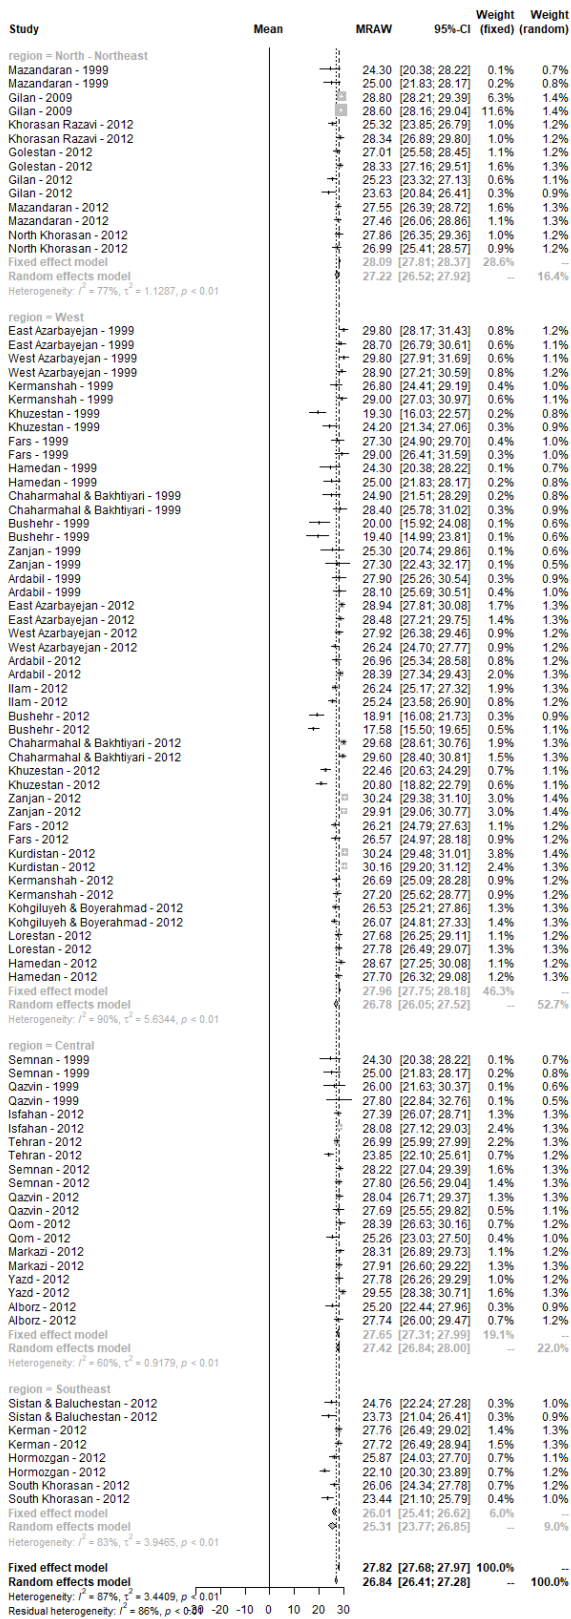 Weight Weight
Study Mean MRAW 95%-CI (fixed) (random)
region = North - Northeast
Mazandaran - 1999 24.30 [20.38; 28.22] 0.1% 0.7%
Mazandaran - 1999 25.00 [21.83; 28.17] 0.2% 0.8%
Gilan - 2009 28.80 [28.21; 29.39] 6.3% 1.4%
Gilan - 2009 28.60 [28.16; 29.04] 11.6% 1.4%
Khorasan Razavi - 2012 25.32 [23.85; 26.79] 1.0% 1.2%
Khorasan Razavi - 2012 28.34 [26.89; 29.80] 1.0% 1.2%
Golestan - 2012 27.01 [25.58; 28.45] 1.1% 1.2%
Golestan - 2012 28.33 [27.16; 29.51] 1.6% 1.3%
Gilan - 2012 25.23 [23.32; 27.13] 0.6% 1.1%
Gilan - 2012 23.63 [20.84; 26.41] 0.3% 0.9%
Mazandaran - 2012 27.55 [26.39; 28.72] 1.6% 1.3%
Mazandaran - 2012 27.46 [26.06; 28.86] 1.1% 1.3%
North Khorasan - 2012 27.86 [26.35; 29.36] 1.0% 1.2%
North Khorasan - 2012 26.99 [25.41; 28.57] 0.9% 1.2%
Fixed effect model 28.09 [27.81; 28.37] 28.6% --
Random effects model 27.22 [26.52; 27.92] -- 16.4%
Heterogeneity: I² = 77%, τ² = 1.1287, p < 0.01
region = West
East Azarbayejan - 1999 29.80 [28.17; 31.43] 0.8% 1.2%
East Azarbayejan - 1999 28.70 [26.79; 30.61] 0.6% 1.1%
West Azarbayejan - 1999 29.80 [27.91; 31.69] 0.6% 1.1%
West Azarbayejan - 1999 28.90 [27.21; 30.59] 0.8% 1.2%
Kermanshah - 1999 26.80 [24.41; 29.19] 0.4% 1.0%
Kermanshah - 1999 29.00 [27.03; 30.97] 0.6% 1.1%
Khuzestan - 1999 19.30 [16.03; 22.57] 0.2% 0.8%
Khuzestan - 1999 24.20 [21.34; 27.06] 0.3% 0.9%
Fars - 1999 27.30 [24.90; 29.70] 0.4% 1.0%
Fars - 1999 29.00 [26.41; 31.59] 0.3% 1.0%
Hamedan - 1999 24.30 [20.38; 28.22] 0.1% 0.7%
Hamedan - 1999 25.00 [21.83; 28.17] 0.2% 0.8%
Chaharmahal & Bakhtiyari - 1999 24.90 [21.51; 28.29] 0.2% 0.8%
Chaharmahal & Bakhtiyari - 1999 28.40 [25.78; 31.02] 0.3% 0.9%
Bushehr - 1999 20.00 [15.92; 24.08] 0.1% 0.6%
Bushehr - 1999 19.40 [14.99; 23.81] 0.1% 0.6%
Zanjan - 1999 25.30 [20.74; 29.86] 0.1% 0.6%
Zanjan - 1999 27.30 [22.43; 32.17] 0.1% 0.5%
Ardabil - 1999 27.90 [25.26; 30.54] 0.3% 0.9%
Ardabil - 1999 28.10 [25.69; 30.51] 0.4% 1.0%
East Azarbayejan - 2012 28.94 [27.81; 30.08] 1.7% 1.3%
East Azarbayejan - 2012 28.48 [27.21; 29.75] 1.4% 1.3%
West Azarbayejan - 2012 27.92 [26.38; 29.46] 0.9% 1.2%
West Azarbayejan - 2012 26.24 [24.70; 27.77] 0.9% 1.2%
Ardabil - 2012 26.96 [25.34; 28.58] 0.8% 1.2%
Ardabil - 2012 28.39 [27.34; 29.43] 2.0% 1.3%
Ilam - 2012 26.24 [25.17; 27.32] 1.9% 1.3%
Ilam - 2012 25.24 [23.58; 26.90] 0.8% 1.2%
Bushehr - 2012 18.91 [16.08; 21.73] 0.3% 0.9%
Bushehr - 2012 17.58 [15.50; 19.65] 0.5% 1.1%
Chaharmahal & Bakhtiyari - 2012 29.68 [28.61; 30.76] 1.9% 1.3%
Chaharmahal & Bakhtiyari - 2012 29.60 [28.40; 30.81] 1.5% 1.3%
Khuzestan - 2012 22.46 [20.63; 24.29] 0.7% 1.1%
Khuzestan - 2012 20.80 [18.82; 22.79] 0.6% 1.1%
Zanjan - 2012 30.24 [29.38; 31.10] 3.0% 1.4%
Zanjan - 2012 29.91 [29.06; 30.77] 3.0% 1.4%
Fars - 2012 26.21 [24.79; 27.63] 1.1% 1.2%
Fars - 2012 26.57 [24.97; 28.18] 0.9% 1.2%
Kurdistan - 2012 30.24 [29.48; 31.01] 3.8% 1.4%
Kurdistan - 2012 30.16 [29.20; 31.12] 2.4% 1.3%
Kermanshah - 2012 26.69 [25.09; 28.28] 0.9% 1.2%
Kermanshah - 2012 27.20 [25.62; 28.77] 0.9% 1.2%
Kohgiluyeh & Boyerahmad - 2012 26.53 [25.21; 27.86] 1.3% 1.3%
Kohgiluyeh & Boyerahmad - 2012 26.07 [24.81; 27.33] 1.4% 1.3%
Lorestan - 2012 27.68 [26.25; 29.11] 1.1% 1.2%
Lorestan - 2012 27.78 [26.49; 29.07] 1.3% 1.3%
Hamedan - 2012 28.67 [27.25; 30.08] 1.1% 1.2%
Hamedan - 2012 27.70 [26.32; 29.08] 1.2% 1.3%
Fixed effect model 27.96 [27.75; 28.18] 46.3% --
Random effects model 26.78 [26.05; 27.52] -- 52.7%
Heterogeneity: I² = 90%, τ² = 5.6344, p < 0.01
region = Central
Semnan - 1999 24.30 [20.38; 28.22] 0.1% 0.7%
Semnan - 1999 25.00 [21.83; 28.17] 0.2% 0.8%
Qazvin - 1999 26.00 [21.63; 30.37] 0.1% 0.6%
Qazvin - 1999 27.80 [22.84; 32.76] 0.1% 0.5%
Isfahan - 2012 27.39 [26.07; 28.71] 1.3% 1.3%
Isfahan - 2012 28.08 [27.12; 29.03] 2.4% 1.3%
Tehran - 2012 26.99 [25.99; 27.99] 2.2% 1.3%
Tehran - 2012 23.85 [22.10; 25.61] 0.7% 1.2%
Semnan - 2012 28.22 [27.04; 29.39] 1.6% 1.3%
Semnan - 2012 27.80 [26.56; 29.04] 1.4% 1.3%
Qazvin - 2012 28.04 [26.71; 29.37] 1.3% 1.3%
Qazvin - 2012 27.69 [25.55; 29.82] 0.5% 1.1%
Qom - 2012 28.39 [26.63; 30.16] 0.7% 1.2%
Qom - 2012 25.26 [23.03; 27.50] 0.4% 1.0%
Markazi - 2012 28.31 [26.89; 29.73] 1.1% 1.2%
Markazi - 2012 27.91 [26.60; 29.22] 1.3% 1.3%
Yazd - 2012 27.78 [26.26; 29.29] 1.0% 1.2%
Yazd - 2012 29.55 [28.38; 30.71] 1.6% 1.3%
Alborz - 2012 25.20 [22.44; 27.96] 0.3% 0.9%
Alborz - 2012 27.74 [26.00; 29.47] 0.7% 1.2%
Fixed effect model 27.65 [27.31; 27.99] 19.1% --
Random effects model 27.42 [26.84; 28.00] -- 22.0%
Heterogeneity: I² = 60%, τ² = 0.9179, p < 0.01
region = Southeast
Sistan & Baluchestan - 2012 24.76 [22.24; 27.28] 0.3% 1.0%
Sistan & Baluchestan - 2012 23.73 [21.04; 26.41] 0.3% 0.9%
Kerman - 2012 27.76 [26.49; 29.02] 1.4% 1.3%
Kerman - 2012 27.72 [26.49; 28.94] 1.5% 1.3%
Hormozgan - 2012 25.87 [24.03; 27.70] 0.7% 1.1%
Hormozgan - 2012 22.10 [20.30; 23.89] 0.7% 1.2%
South Khorasan - 2012 26.06 [24.34; 27.78] 0.7% 1.2%
South Khorasan - 2012 23.44 [21.10; 25.79] 0.4% 1.0%
Fixed effect model 26.01 [25.41; 26.62] 6.0% --
Random effects model 25.31 [23.77; 26.85] -- 9.0%
Heterogeneity: I² = 83%, τ² = 3.9465, p < 0.01
Fixed effect model 27.82 [27.68; 27.97] 100.0% --
Random effects model 26.84 [26.41; 27.28] -- 100.0%
Heterogeneity: I² = 87%, τ² = 3.4409, p < 0.01
Residual heterogeneity: I² = 86%, p < 0.01 -30 -20 -10 0 10 20 30